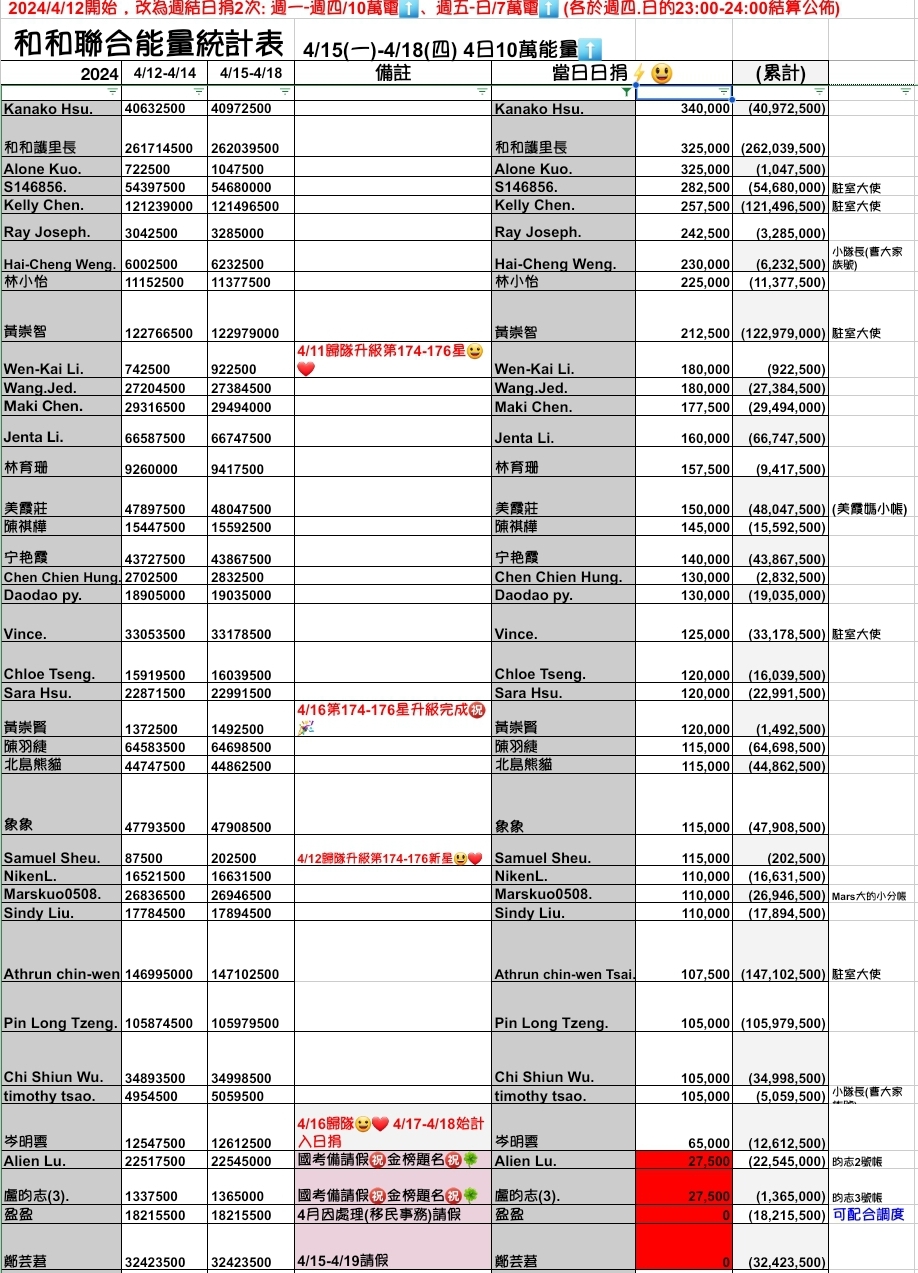 2024/4/12開始，改為週結日捐2次: 週一-週四/10萬電⬆️、週五-日/7萬電⬆️ (各於週四.日的23:00-24:00結算公佈)
和和聯合能量統計表 4/15(一)-4/18(四) 4日10萬能量⬆️
2024 4/12-4/14 4/15-4/18 備註 當日日捐⚡😃 (累計)
Kanako Hsu. 40632500 40972500 Kanako Hsu. 340,000 (40,972,500)
和和護里長 261714500 262039500 和和護里長 325,000 (262,039,500)
Alone Kuo. 722500 1047500 Alone Kuo. 325,000 (1,047,500)
S146856. 54397500 54680000 S146856. 282,500 (54,680,000) 駐室大使
Kelly Chen. 121239000 121496500 Kelly Chen. 257,500 (121,496,500) 駐室大使
Ray Joseph. 3042500 3285000 Ray Joseph. 242,500 (3,285,000)
Hai-Cheng Weng. 6002500 6232500 Hai-Cheng Weng. 230,000 (6,232,500) 小隊長(曹大家族號)
林小怡 11152500 11377500 林小怡 225,000 (11,377,500)
黃崇智 122766500 122979000 黃崇智 212,500 (122,979,000) 駐室大使
Wen-Kai Li. 742500 922500 4/11歸隊升級第174-176星😀❤️ Wen-Kai Li. 180,000 (922,500)
Wang.Jed. 27204500 27384500 Wang.Jed. 180,000 (27,384,500)
Maki Chen. 29316500 29494000 Maki Chen. 177,500 (29,494,000)
Jenta Li. 66587500 66747500 Jenta Li. 160,000 (66,747,500)
林育珊 9260000 9417500 林育珊 157,500 (9,417,500)
美霞莊 47897500 48047500 美霞莊 150,000 (48,047,500) (美霞媽小帳)
陳祺樺 15447500 15592500 陳祺樺 145,000 (15,592,500)
宁艳霞 43727500 43867500 宁艳霞 140,000 (43,867,500)
Chen Chien Hung. 2702500 2832500 Chen Chien Hung. 130,000 (2,832,500)
Daodao py. 18905000 19035000 Daodao py. 130,000 (19,035,000)
Vince. 33053500 33178500 Vince. 125,000 (33,178,500) 駐室大使
Chloe Tseng. 15919500 16039500 Chloe Tseng. 120,000 (16,039,500)
Sara Hsu. 22871500 22991500 Sara Hsu. 120,000 (22,991,500)
黃崇賢 1372500 1492500 4/16第174-176星升級完成㊗️🎉 黃崇賢 120,000 (1,492,500)
陳羽緁 64583500 64698500 陳羽緁 115,000 (64,698,500)
北島熊貓 44747500 44862500 北島熊貓 115,000 (44,862,500)
象象 47793500 47908500 象象 115,000 (47,908,500)
Samuel Sheu. 87500 202500 4/12歸隊升級第174-176新星😃❤️ Samuel Sheu. 115,000 (202,500)
NikenL. 16521500 16631500 NikenL. 110,000 (16,631,500)
Marskuo0508. 26836500 26946500 Marskuo0508. 110,000 (26,946,500) Mars大的小分帳
Sindy Liu. 17784500 17894500 Sindy Liu. 110,000 (17,894,500)
Athrun chin-wen 146995000 147102500 Athrun chin-wen Tsai. 107,500 (147,102,500) 駐室大使
Pin Long Tzeng. 105874500 105979500 Pin Long Tzeng. 105,000 (105,979,500)
Chi Shiun Wu. 34893500 34998500 Chi Shiun Wu. 105,000 (34,998,500)
timothy tsao. 4954500 5059500 timothy tsao. 105,000 (5,059,500) 小隊長(曹大家
岑明雲 12547500 12612500 4/16歸隊😀❤️ 4/17-4/18始計入日捐 岑明雲 65,000 (12,612,500)
Alien Lu. 22517500 22545000 國考備請假㊗️金榜題名㊗️🍀 Alien Lu. 27,500 (22,545,000) 昀志2號帳
盧昀志(3). 1337500 1365000 國考備請假㊗️金榜題名㊗️🍀 盧昀志(3). 27,500 (1,365,000) 昀志3號帳
盈盈 18215500 18215500 4月因處理(移民事務)請假 盈盈 0 (18,215,500) 可配合調度
鄭芸莙 32423500 32423500 4/15-4/19請假 鄭芸莙 0 (32,423,500)